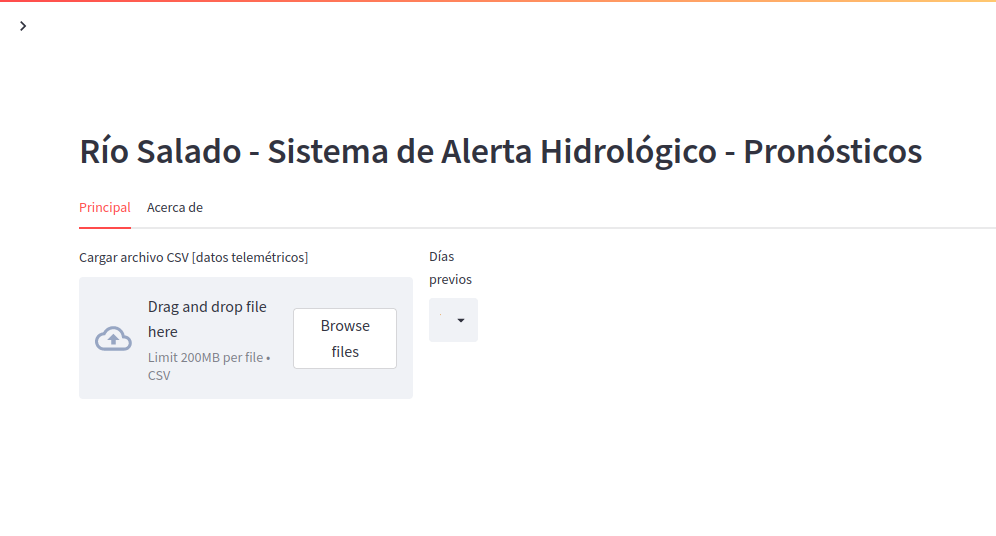 Río Salado - Sistema de Alerta Hidrológico - Pronósticos
Principal Acerca de
Cargar archivo CSV [datos telemétricos]
Drag and drop file
here
Limit 200MB per file •
CSV
Browse
files
Días
previos